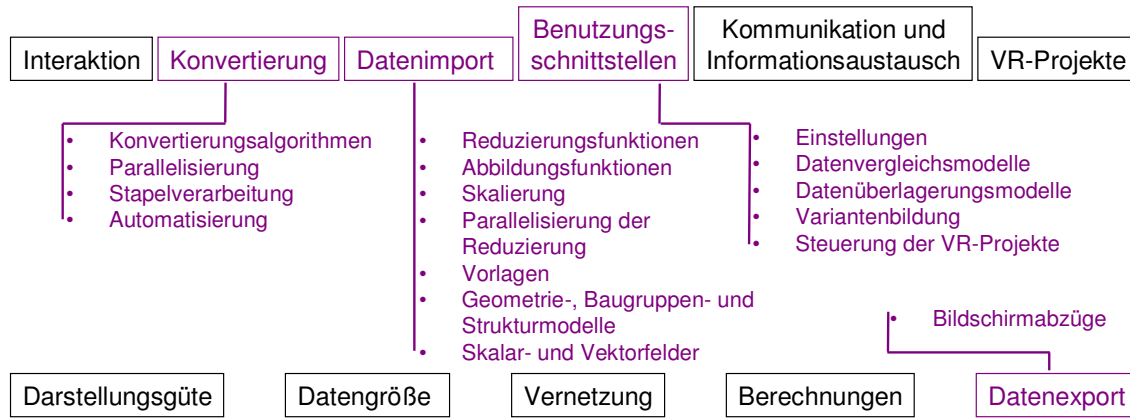 Interaktion
Konvertierung
Datenimport
Benutzungs-
schnittstellen
Kommunikation und
Informationsaustausch
VR-Projekte
• Konvertierungsalgorithmen
• Parallelisierung
• Stapelverarbeitung
• Automatisierung
• Reduzierungsfunktionen
• Abbildungsfunktionen
• Skalierung
• Parallelisierung der
Reduzierung
• Vorlagen
• Geometrie-, Baugruppen- und
Strukturmodelle
• Skalar- und Vektorfelder
• Einstellungen
• Datenvergleichsmodelle
• Datenüberlagerungsmodelle
• Variantenbildung
• Steuerung der VR-Projekte
• Bildschirmabzüge
Darstellungsgüte
Datengröße
Vernetzung
Berechnungen
Datenexport